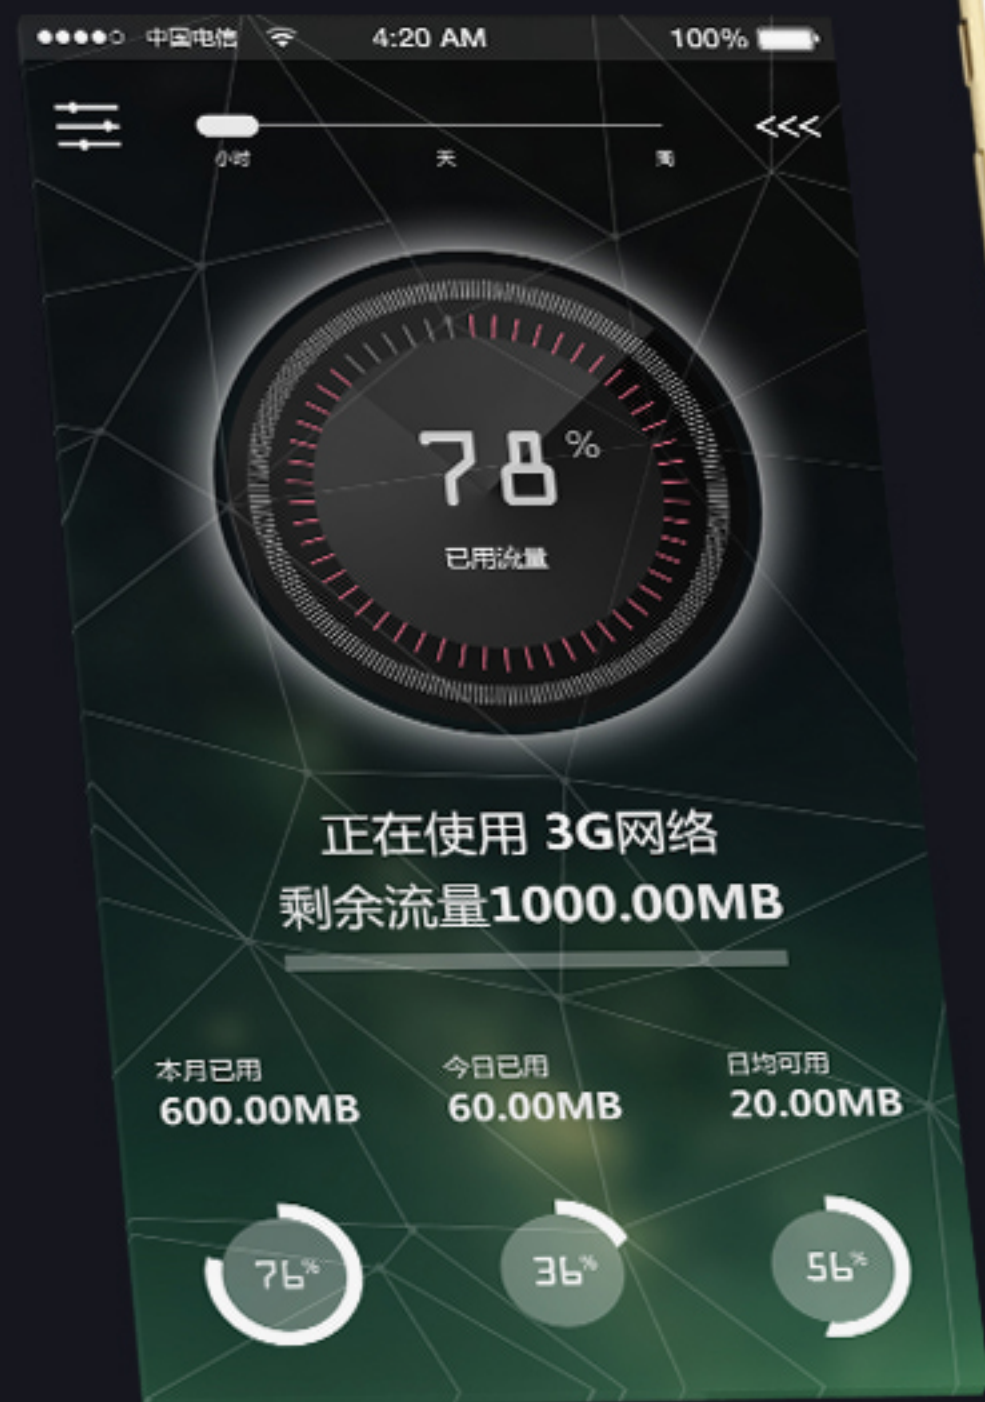 中国电信 4:20 AM 100%
小时 天 周
78%
已用流量
正在使用 3G网络
剩余流量1000.00MB
本月已用 今日已用 日均可用
600.00MB 60.00MB 20.00MB
76% 36% 56%